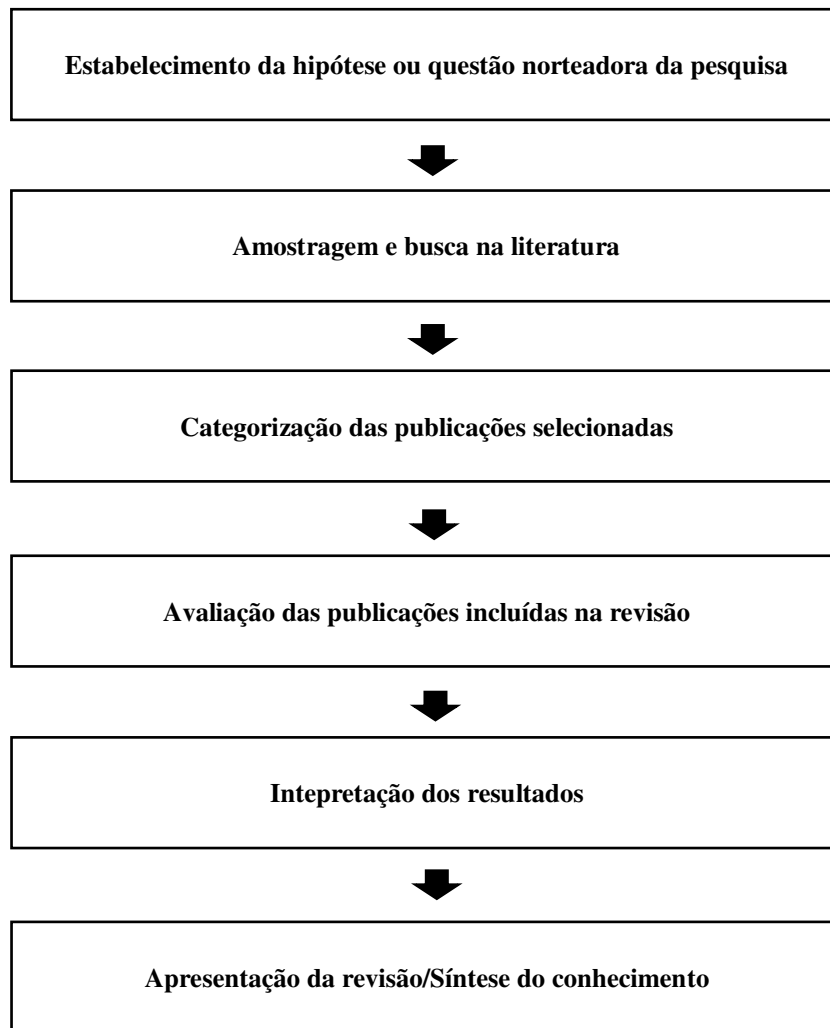 Estabelecimento da hipótese ou questão norteadora da pesquisa
Amostragem e busca na literatura
Categorização das publicações selecionadas
Avaliação das publicações incluídas na revisão
Intepretação dos resultados
Apresentação da revisão/Síntese do conhecimento